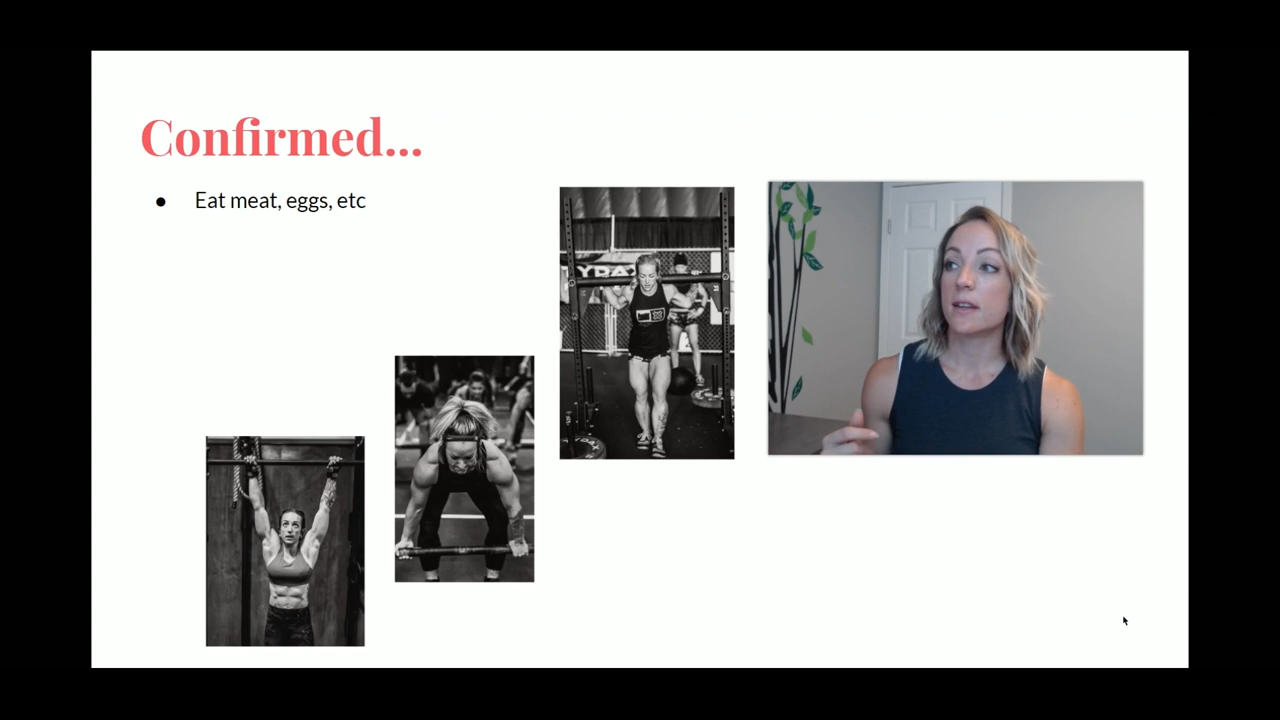 Confirmed...
Eat meat, eggs, etc